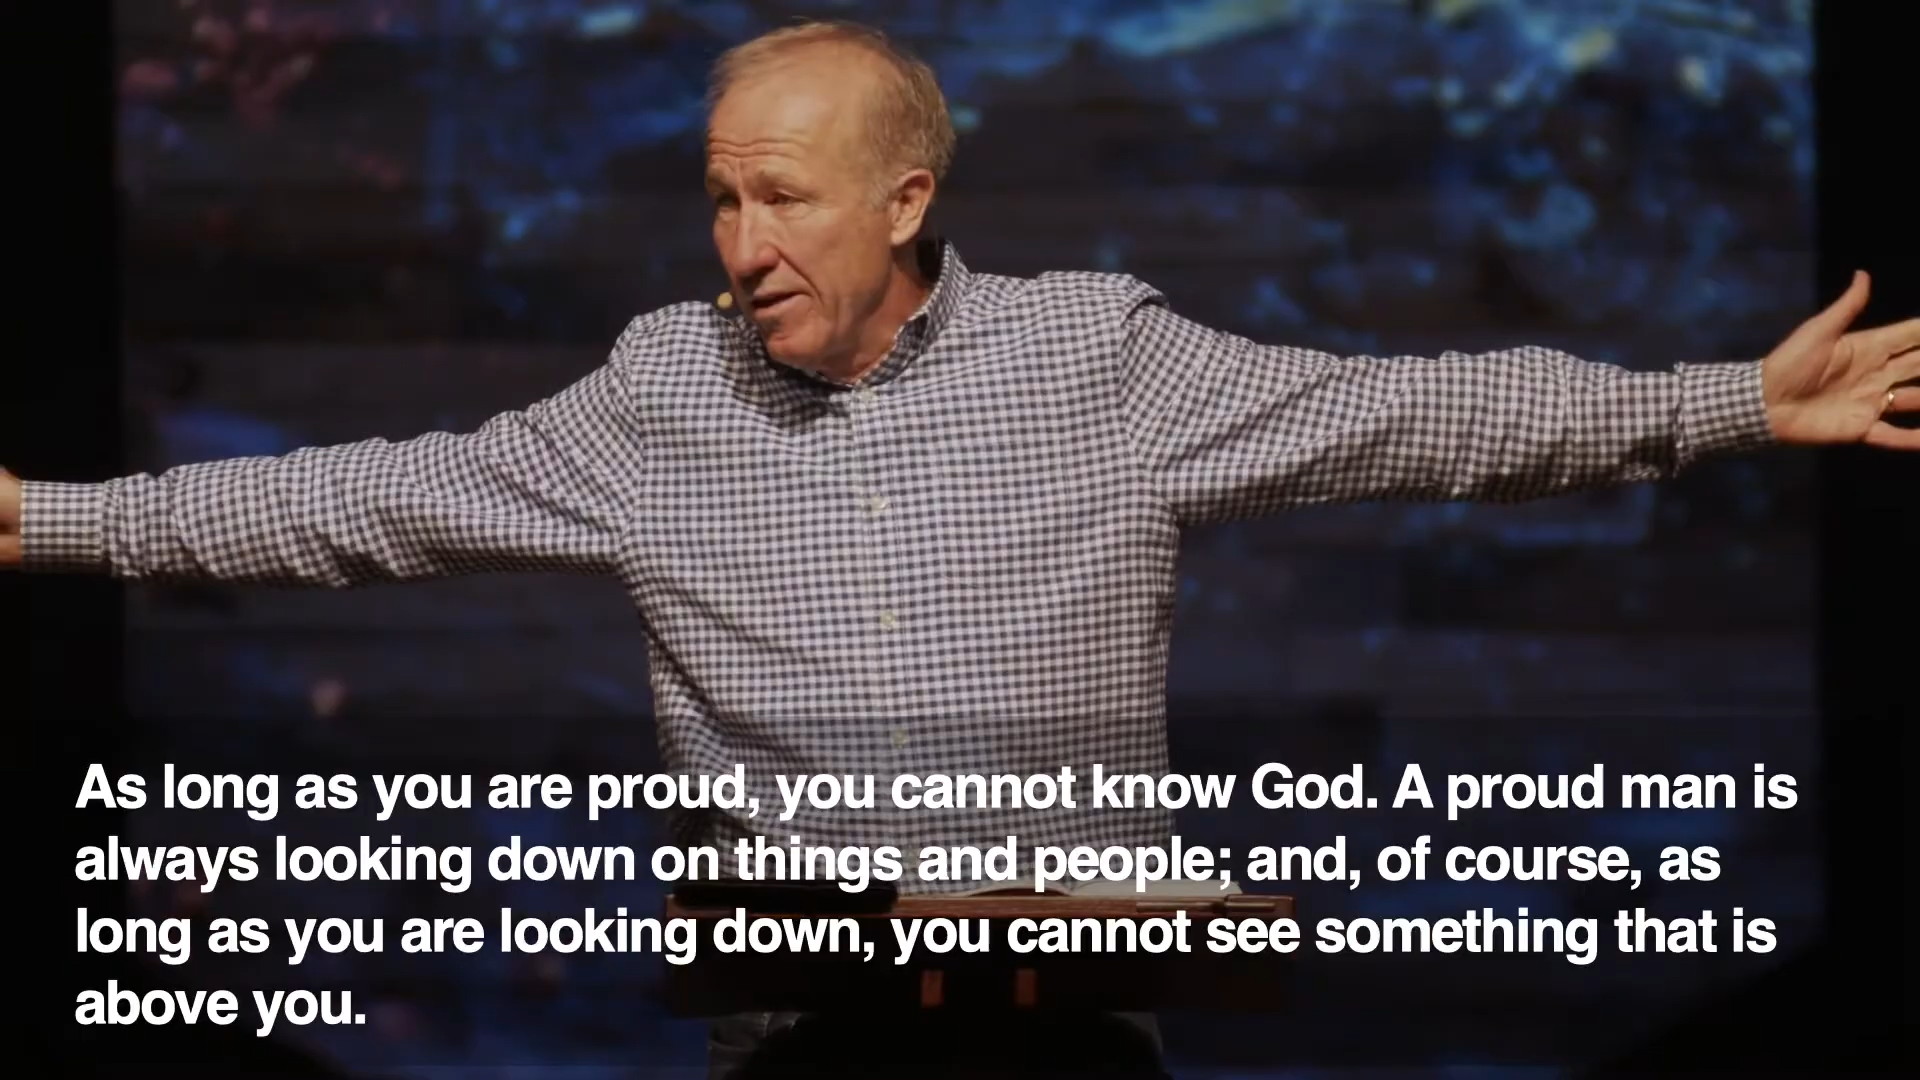 As long as you are proud, you cannot know God. A proud man is
always looking down on things and people; and, of course, as
long as you are looking down, you cannot see something that is
above you.